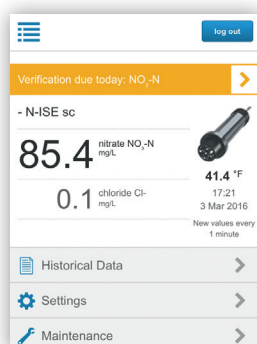 log out
Verification due today: NO₃-N
- N-ISE sc
85.4 nitrate NO₃-N
mg/L
0.1 chloride Cl-
mg/L
41.4 °F
17:21
3 Mar 2016
New values every
1 minute
Historical Data
Settings
Maintenance